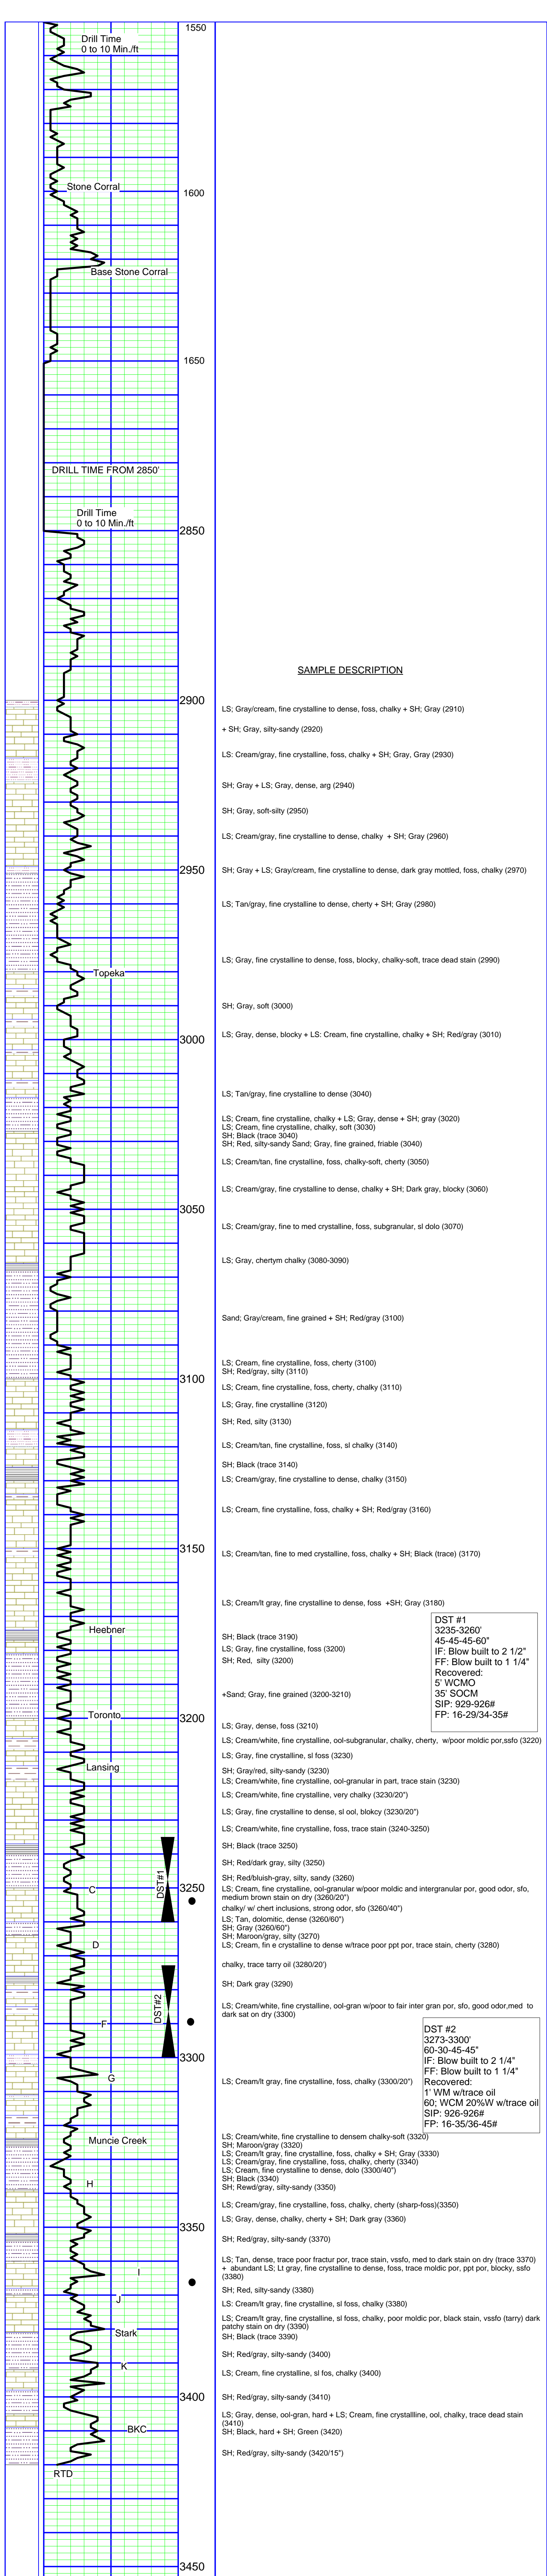 1550
Drill Time
0 to 10 Min./ft
Stone Corral
1600
Base Stone Corral
1650
DRILL TIME FROM 2850'
Drill Time
0 to 10 Min./ft
2850
SAMPLE DESCRIPTION
2900
LS; Gray/cream, fine crystalline to dense, foss, chalky + SH; Gray (2910)
+ SH; Gray, silty-sandy (2920)
LS: Cream/gray, fine crystalline, foss, chalky + SH; Gray, Gray (2930)
SH; Gray + LS; Gray, dense, arg (2940)
SH; Gray, soft-silty (2950)
LS; Cream/gray, fine crystalline to dense, chalky + SH; Gray (2960)
2950
SH; Gray + LS; Gray/cream, fine crystalline to dense, dark gray mottled, foss, chalky (2970)
LS; Tan/gray, fine crystalline to dense, cherty + SH; Gray (2980)
LS; Gray, fine crystalline to dense, foss, blocky, chalky-soft, trace dead stain (2990)
Topeka
SH; Gray, soft (3000)
LS; Gray, dense, blocky + LS: Cream, fine crystalline, chalky + SH; Red/gray (3010)
3000
LS; Tan/gray, fine crystalline to dense (3040)
LS; Cream, fine crystalline, chalky + LS; Gray, dense + SH; gray (3020)
LS; Cream, fine crystalline, chalky, soft (3030)
SH; Black (trace 3040)
SH; Red, silty-sandy Sand; Gray, fine grained, friable (3040)
LS; Cream/tan, fine crystalline, foss, chalky-soft, cherty (3050)
LS; Cream/gray, fine crystalline to dense, chalky + SH; Dark gray, blocky (3060)
3050
LS; Cream/gray, fine to med crystalline, foss, subgranular, sl dolo (3070)
LS; Gray, chertym chalky (3080-3090)
Sand; Gray/cream, fine grained + SH; Red/gray (3100)
LS; Cream, fine crystalline, foss, cherty (3100)
SH; Red/gray, silty (3110)
3100
LS; Cream, fine crystalline, foss, cherty, chalky (3110)
LS; Gray, fine crystalline (3120)
SH; Red, silty (3130)
LS; Cream/tan, fine crystalline, foss, sl chalky (3140)
SH; Black (trace 3140)
LS; Cream/gray, fine crystalline to dense, chalky (3150)
LS; Cream, fine crystalline, foss, chalky + SH; Red/gray (3160)
3150
LS; Cream/tan, fine to med crystalline, foss, chalky + SH; Black (trace) (3170)
LS; Cream/lt gray, fine crystalline to dense, foss +SH; Gray (3180)
DST #1
3235-3260'
45-45-45-60"
IF: Blow built to 2 1/2"
FF: Blow built to 1 1/4"
Recovered:
5' WCMO
35' SOCM
SIP: 929-926#
FP: 16-29/34-35#
Heebner
SH; Black (trace 3190)
LS; Gray, fine crystalline, foss (3200)
SH; Red, silty (3200)
+Sand; Gray, fine grained (3200-3210)
Toronto
3200
LS; Gray, dense, foss (3210)
LS; Cream/white, fine crystalline, ool-subgranular, chalky, cherty, w/poor moldic por,ssfo (3220)
LS; Gray, fine crystalline, sl foss (3230)
Lansing
SH; Gray/red, silty-sandy (3230)
LS; Cream/white, fine crystalline, ool-granular in part, trace stain (3230)
LS; Cream/white, fine crystalline, very chalky (3230/20")
LS; Gray, fine crystalline to dense, sl ool, blokcy (3230/20")
LS; Cream/white, fine crystalline, foss, trace stain (3240-3250)
SH; Black (trace 3250)
SH; Red/dark gray, silty (3250)
DST#1
SH; Red/bluish-gray, silty, sandy (3260)
C
3250
LS; Cream, fine crystalline, ool-granular w/poor moldic and intergranular por, good odor, sfo,
medium brown stain on dry (3260/20")
chalky/ w/ chert inclusions, strong odor, sfo (3260/40")
LS; Tan, dolomitic, dense (3260/60")
SH; Gray (3260/60")
SH; Maroon/gray, silty (3270)
D
LS; Cream, fin e crystalline to dense w/trace poor ppt por, trace stain, cherty (3280)
chalky, trace tarry oil (3280/20')
SH; Dark gray (3290)
DST#2
LS; Cream/white, fine crystalline, ool-gran w/poor to fair inter gran por, sfo, good odor,med to
dark sat on dry (3300)
F
DST #2
3273-3300'
60-30-45-45"
IF: Blow built to 2 1/4"
FF: Blow built to 1 1/4"
Recovered:
1' WM w/trace oil
60; WCM 20%W w/trace oil
SIP: 926-926#
FP: 16-35/36-45#
3300
G
LS; Cream/lt gray, fine crystalline, foss, chalky (3300/20")
Muncie Creek
LS; Cream/white, fine crystalline to densem chalky-soft (3320)
SH; Maroon/gray (3320)
LS; Cream/lt gray, fine crystalline, foss, chalky + SH; Gray (3330)
LS; Cream/gray, fine crystalline, foss, chalky, cherty (3340)
LS; Cream, fine crystalline to dense, dolo (3300/40")
SH; Black (3340)
H
SH; Rewd/gray, silty-sandy (3350)
LS; Cream/gray, fine crystalline, foss, chalky, cherty (sharp-foss)(3350)
LS; Gray, dense, chalky, cherty + SH; Dark gray (3360)
3350
SH; Red/gray, silty-sandy (3370)
LS; Tan, dense, trace poor fractur por, trace stain, vssfo, med to dark stain on dry (trace 3370)
+ abundant LS; Lt gray, fine crystalline to dense, foss, trace moldic por, ppt por, blocky, ssfo
(3380)
I
SH; Red, silty-sandy (3380)
J
LS: Cream/lt gray, fine crystalline, sl foss, chalky (3380)
LS; Cream/lt gray, fine crystalline, sl foss, chalky, poor moldic por, black stain, vssfo (tarry) dark
patchy stain on dry (3390)
Stark
SH; Black (trace 3390)
SH; Red/gray, silty-sandy (3400)
K
LS; Cream, fine crystalline, sl fos, chalky (3400)
3400
SH; Red/gray, silty-sandy (3410)
LS; Gray, dense, ool-gran, hard + LS; Cream, fine crystallline, ool, chalky, trace dead stain
(3410)
BKC
SH; Black, hard + SH; Green (3420)
SH; Red/gray, silty-sandy (3420/15")
RTD
3450